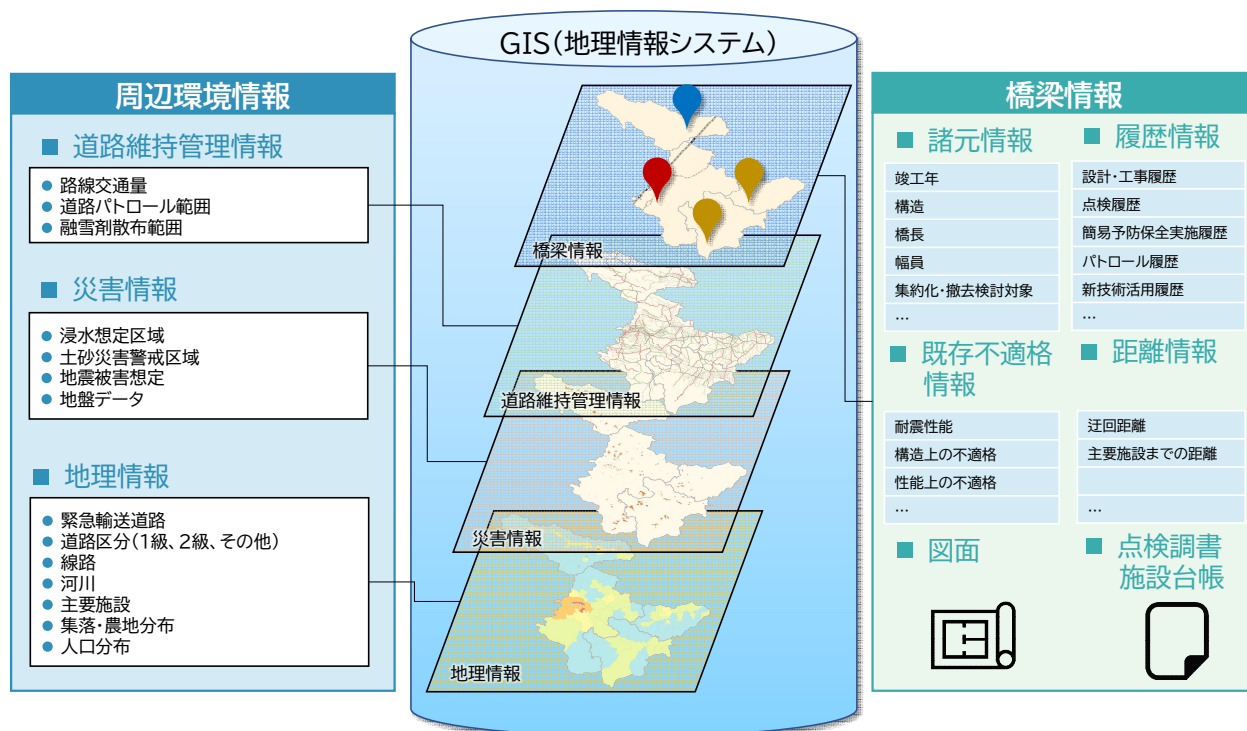 GIS(地理情報システム)
周辺環境情報
道路維持管理情報
路線交通量
道路パトロール範囲
融雪剤散布範囲
災害情報
浸水想定区域
土砂災害警戒区域
地震被害想定
地盤データ
地理情報
緊急輸送道路
道路区分(1級、2級、その他)
線路
河川
主要施設
集落・農地分布
人口分布
橋梁情報
道路維持管理情報
災害情報
地理情報
橋梁情報
諸元情報
竣工年
構造
橋長
幅員
集約化・撤去検討対象
…
履歴情報
設計・工事履歴
点検履歴
簡易予防保全実施履歴
パトロール履歴
新技術活用履歴
…
既存不適格
情報
耐震性能
構造上の不適格
性能上の不適格
…
距離情報
迂回距離
主要施設までの距離
…
図面
点検調書
施設台帳